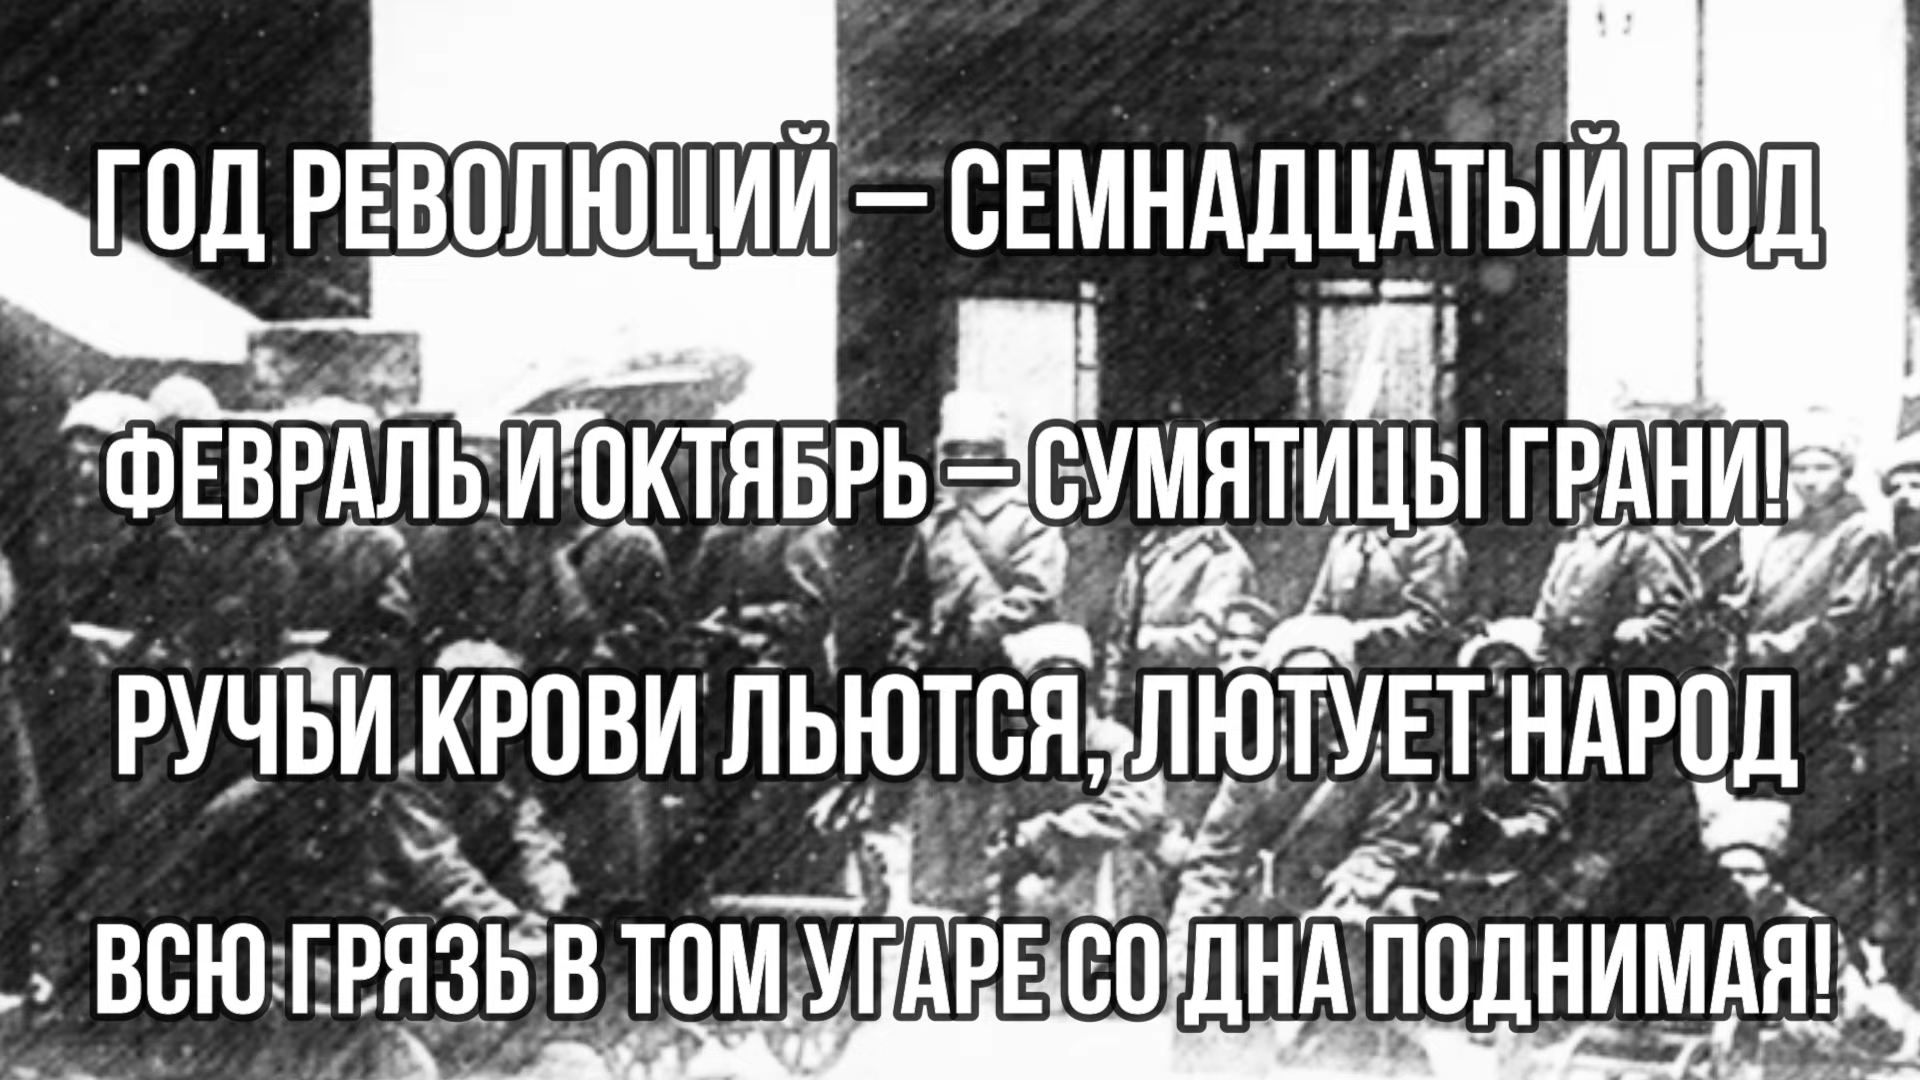 ГОД РЕВОЛЮЦИЙ – СЕМНАДЦАТЫЙ ГОД
ФЕВРАЛЬ И ОКТЯБРЬ – СУМЯТИЦЫ ГРАНИ!
РУЧЬИ КРОВИ ЛЬЮТСЯ, ЛЮТУЕТ НАРОД
ВСЮ ГРЯЗЬ В ТОМ УГАРЕ СО ДНА ПОДНИМАЯ!